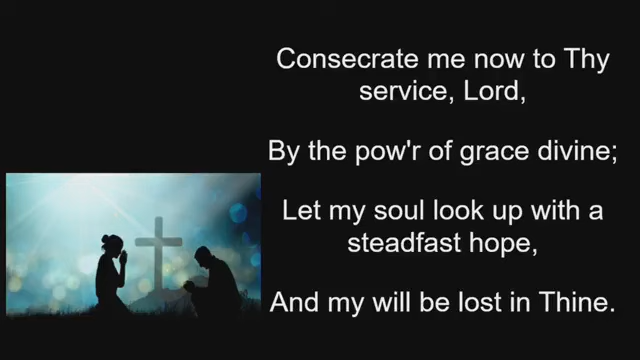 Consecrate me now to Thy
service, Lord,
By the pow'r of grace divine;
Let my soul look up with a
steadfast hope,
And my will be lost in Thine.